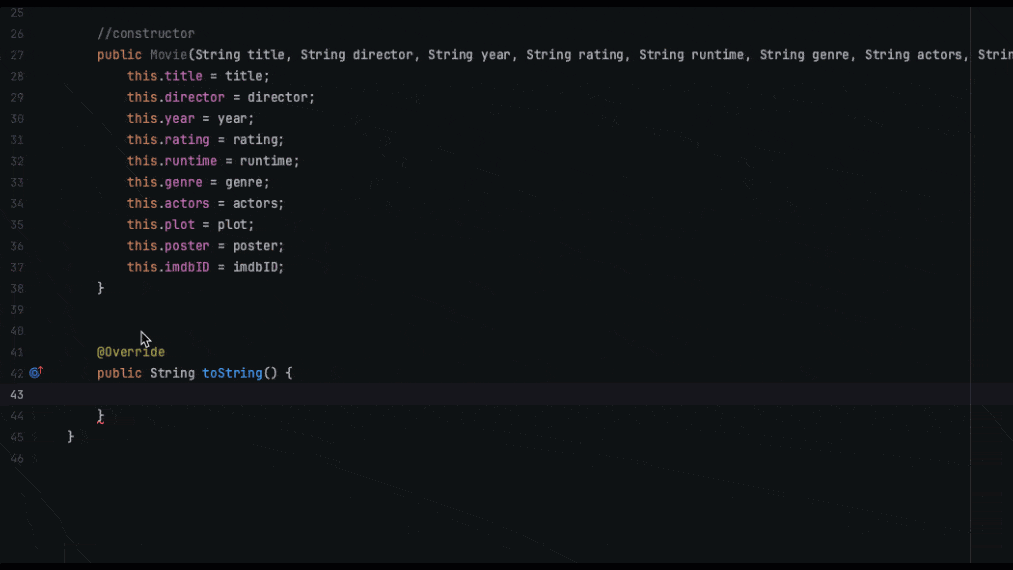 25
26 //constructor
27 public Movie(String title, String director, String year, String rating, String runtime, String genre, String actors, Strin
28 this.title = title;
29 this.director = director;
30 this.year = year;
31 this.rating = rating;
32 this.runtime = runtime;
33 this.genre = genre;
34 this.actors = actors;
35 this.plot = plot;
36 this.poster = poster;
37 this.imdbID = imdbID;
38 }
39
40
41 @Override
42 public String toString() {
43
44 }
45 }
46